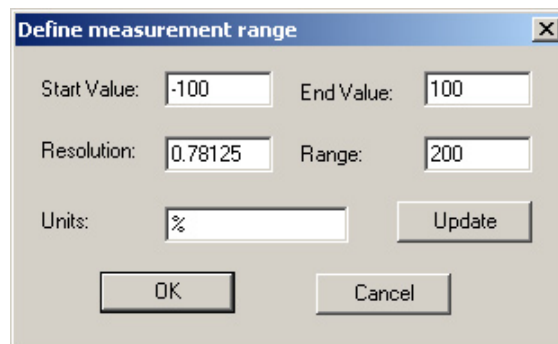 Define measurement range
Start Value: -100 End Value: 100
Resolution: 0.78125 Range: 200
Units: % Update
OK Cancel